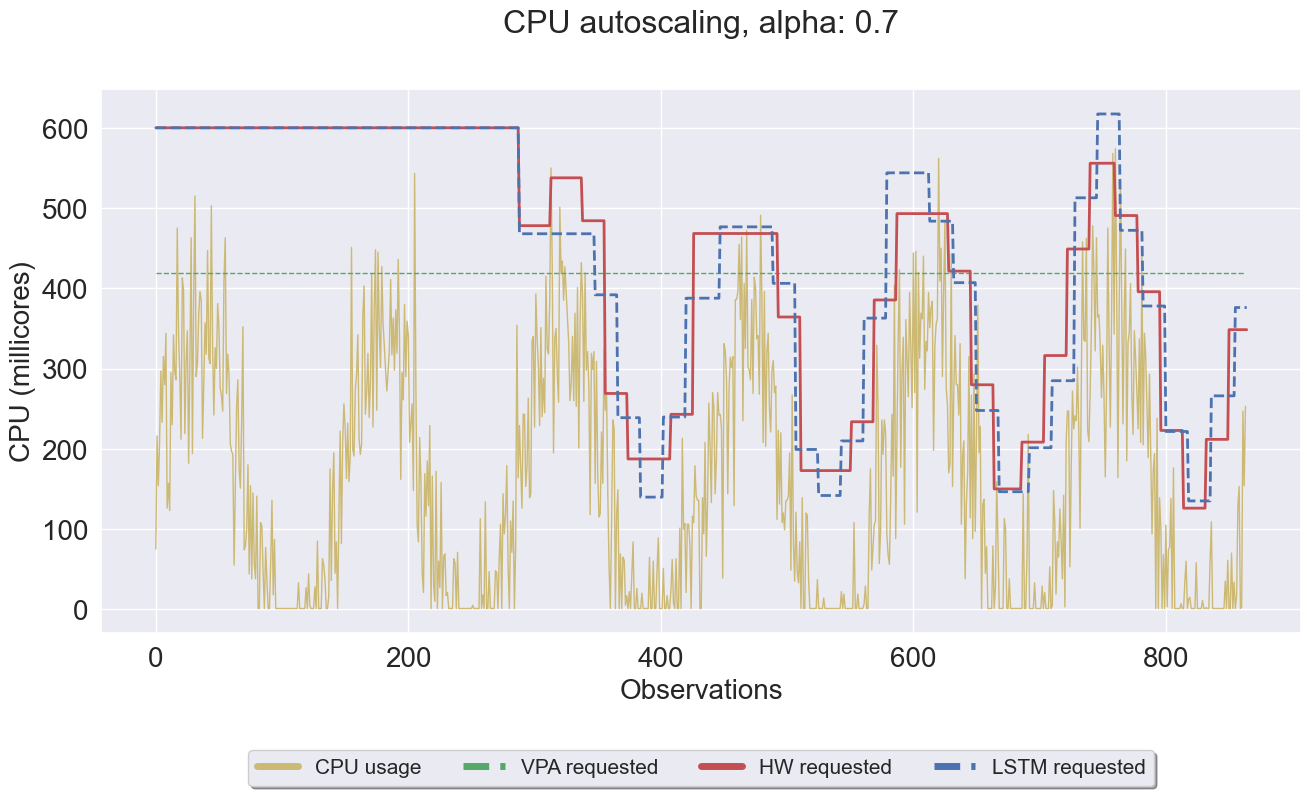 CPU autoscaling, alpha: 0.7
600
500
400
300
200
100
0
CPU (millicores)
0 200 400 600 800
Observations
CPU usage VPA requested HW requested LSTM requested